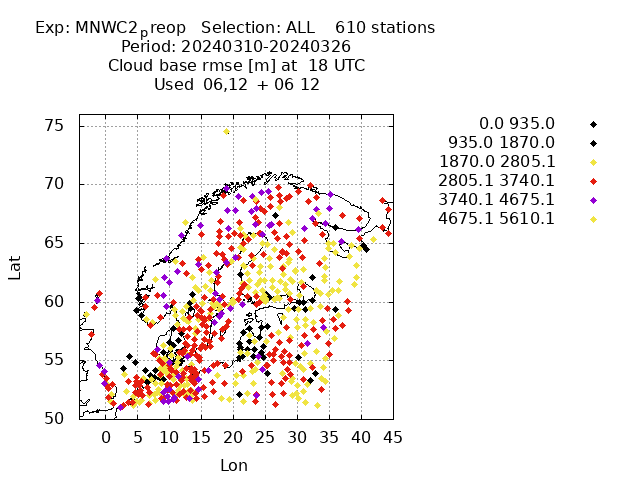 Exp: MNWC2preop   Selection: ALL    610 stations
Period: 20240310-20240326
Cloud base rmse [m] at  18 UTC
Used  06,12  + 06 12
0.0 935.0
935.0 1870.0
1870.0 2805.1
2805.1 3740.1
3740.1 4675.1
4675.1 5610.1
75
70
65
60
55
50
Lat
0 5 10 15 20 25 30 35 40 45
Lon